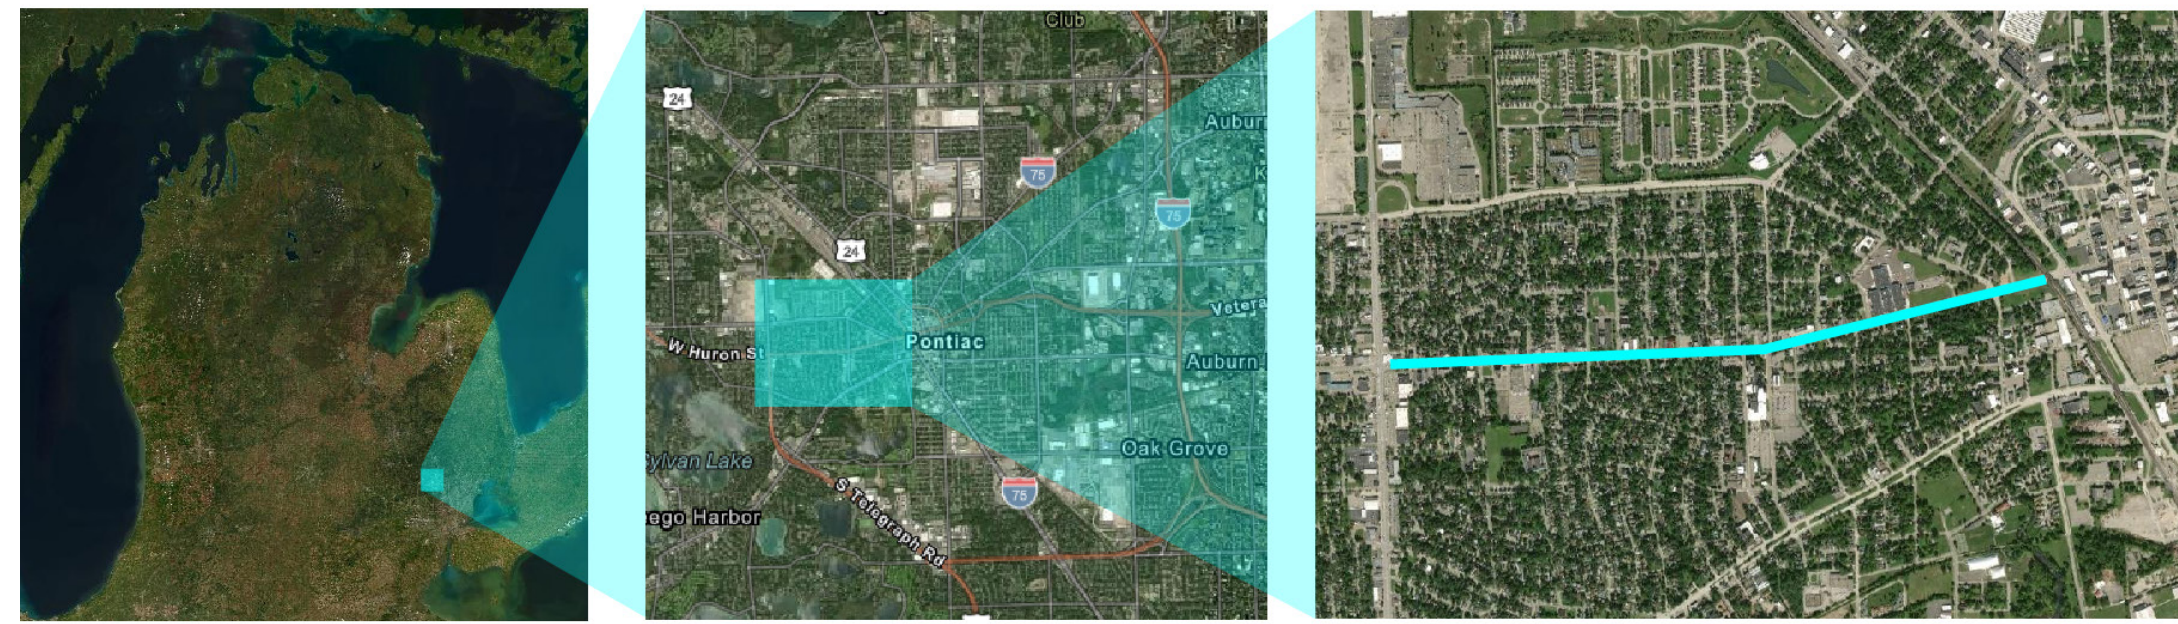 Club
24
Auburn
75
75
24
Vetera
W Huron St
Pontiac
Auburn
Sylvan Lake
Oak Grove
S Telegraph Rd
75
ego Harbor